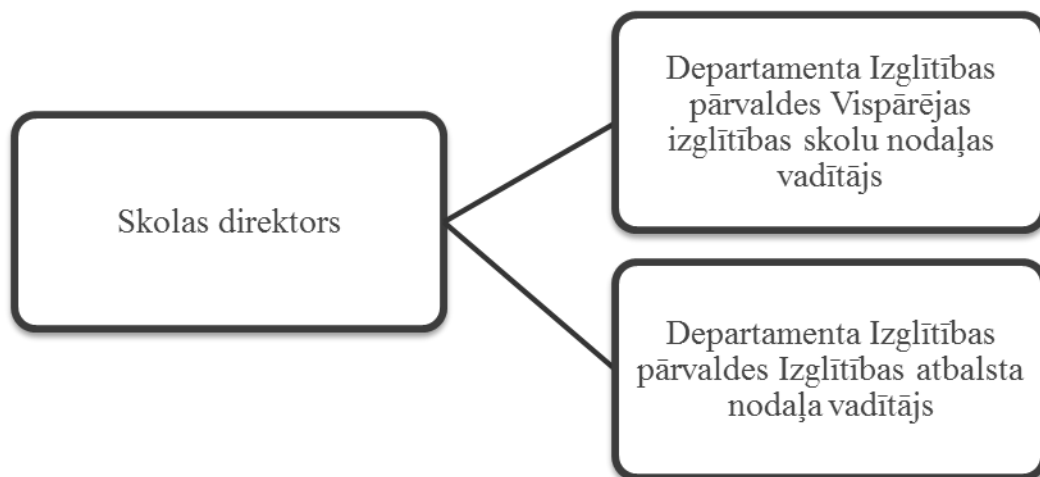 Skolas direktors
Departamenta Izglītības
pārvaldes Vispārējas
izglītības skolu nodaļas
vadītājs
Departamenta Izglītības
pārvaldes Izglītības atbalsta
nodaļa vadītājs